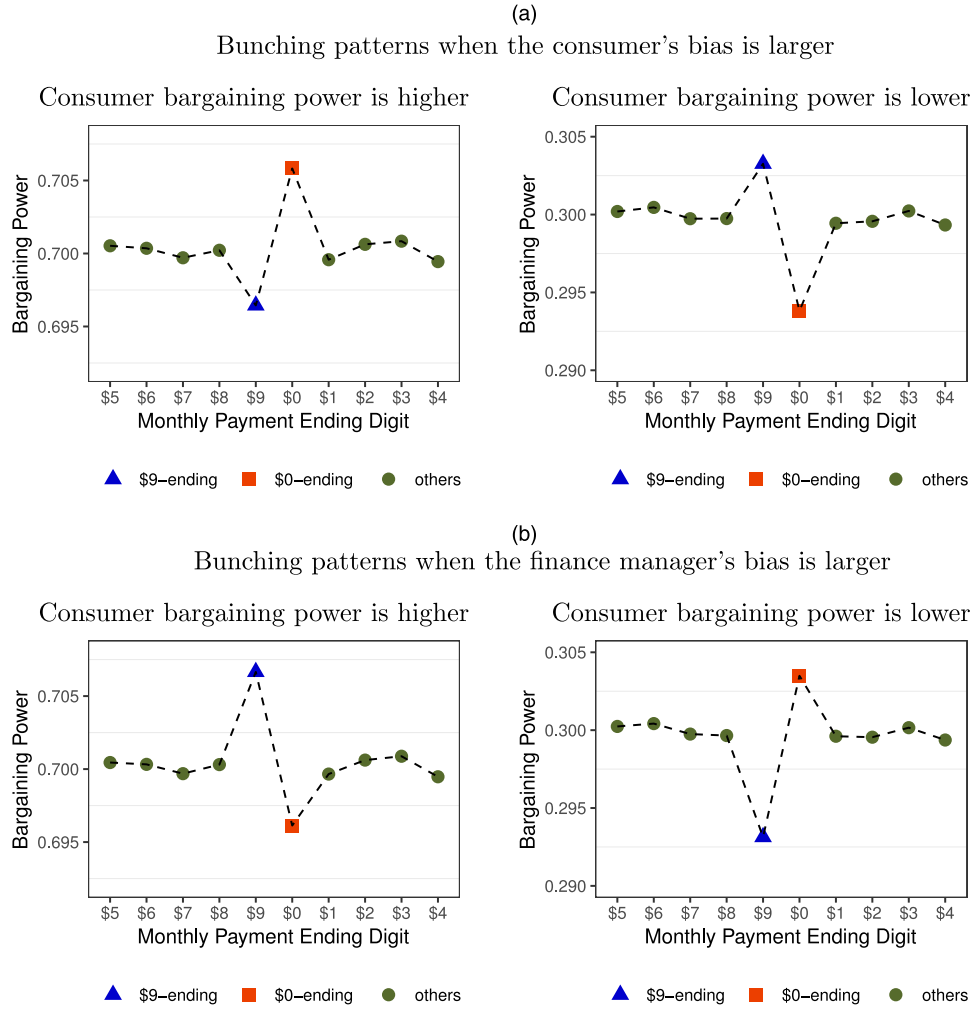 (a)
Bunching patterns when the consumer's bias is larger
Consumer bargaining power is higher
Bargaining Power
0.705
0.700
0.695
$5 $6 $7 $8 $9 $0 $1 $2 $3 $4
Monthly Payment Ending Digit
$9−ending $0−ending others
Consumer bargaining power is lower
Bargaining Power
0.305
0.300
0.295
0.290
$5 $6 $7 $8 $9 $0 $1 $2 $3 $4
Monthly Payment Ending Digit
$9−ending $0−ending others
(b)
Bunching patterns when the finance manager's bias is larger
Consumer bargaining power is higher
Bargaining Power
0.705
0.700
0.695
$5 $6 $7 $8 $9 $0 $1 $2 $3 $4
Monthly Payment Ending Digit
$9−ending $0−ending others
Consumer bargaining power is lower
Bargaining Power
0.305
0.300
0.295
0.290
$5 $6 $7 $8 $9 $0 $1 $2 $3 $4
Monthly Payment Ending Digit
$9−ending $0−ending others